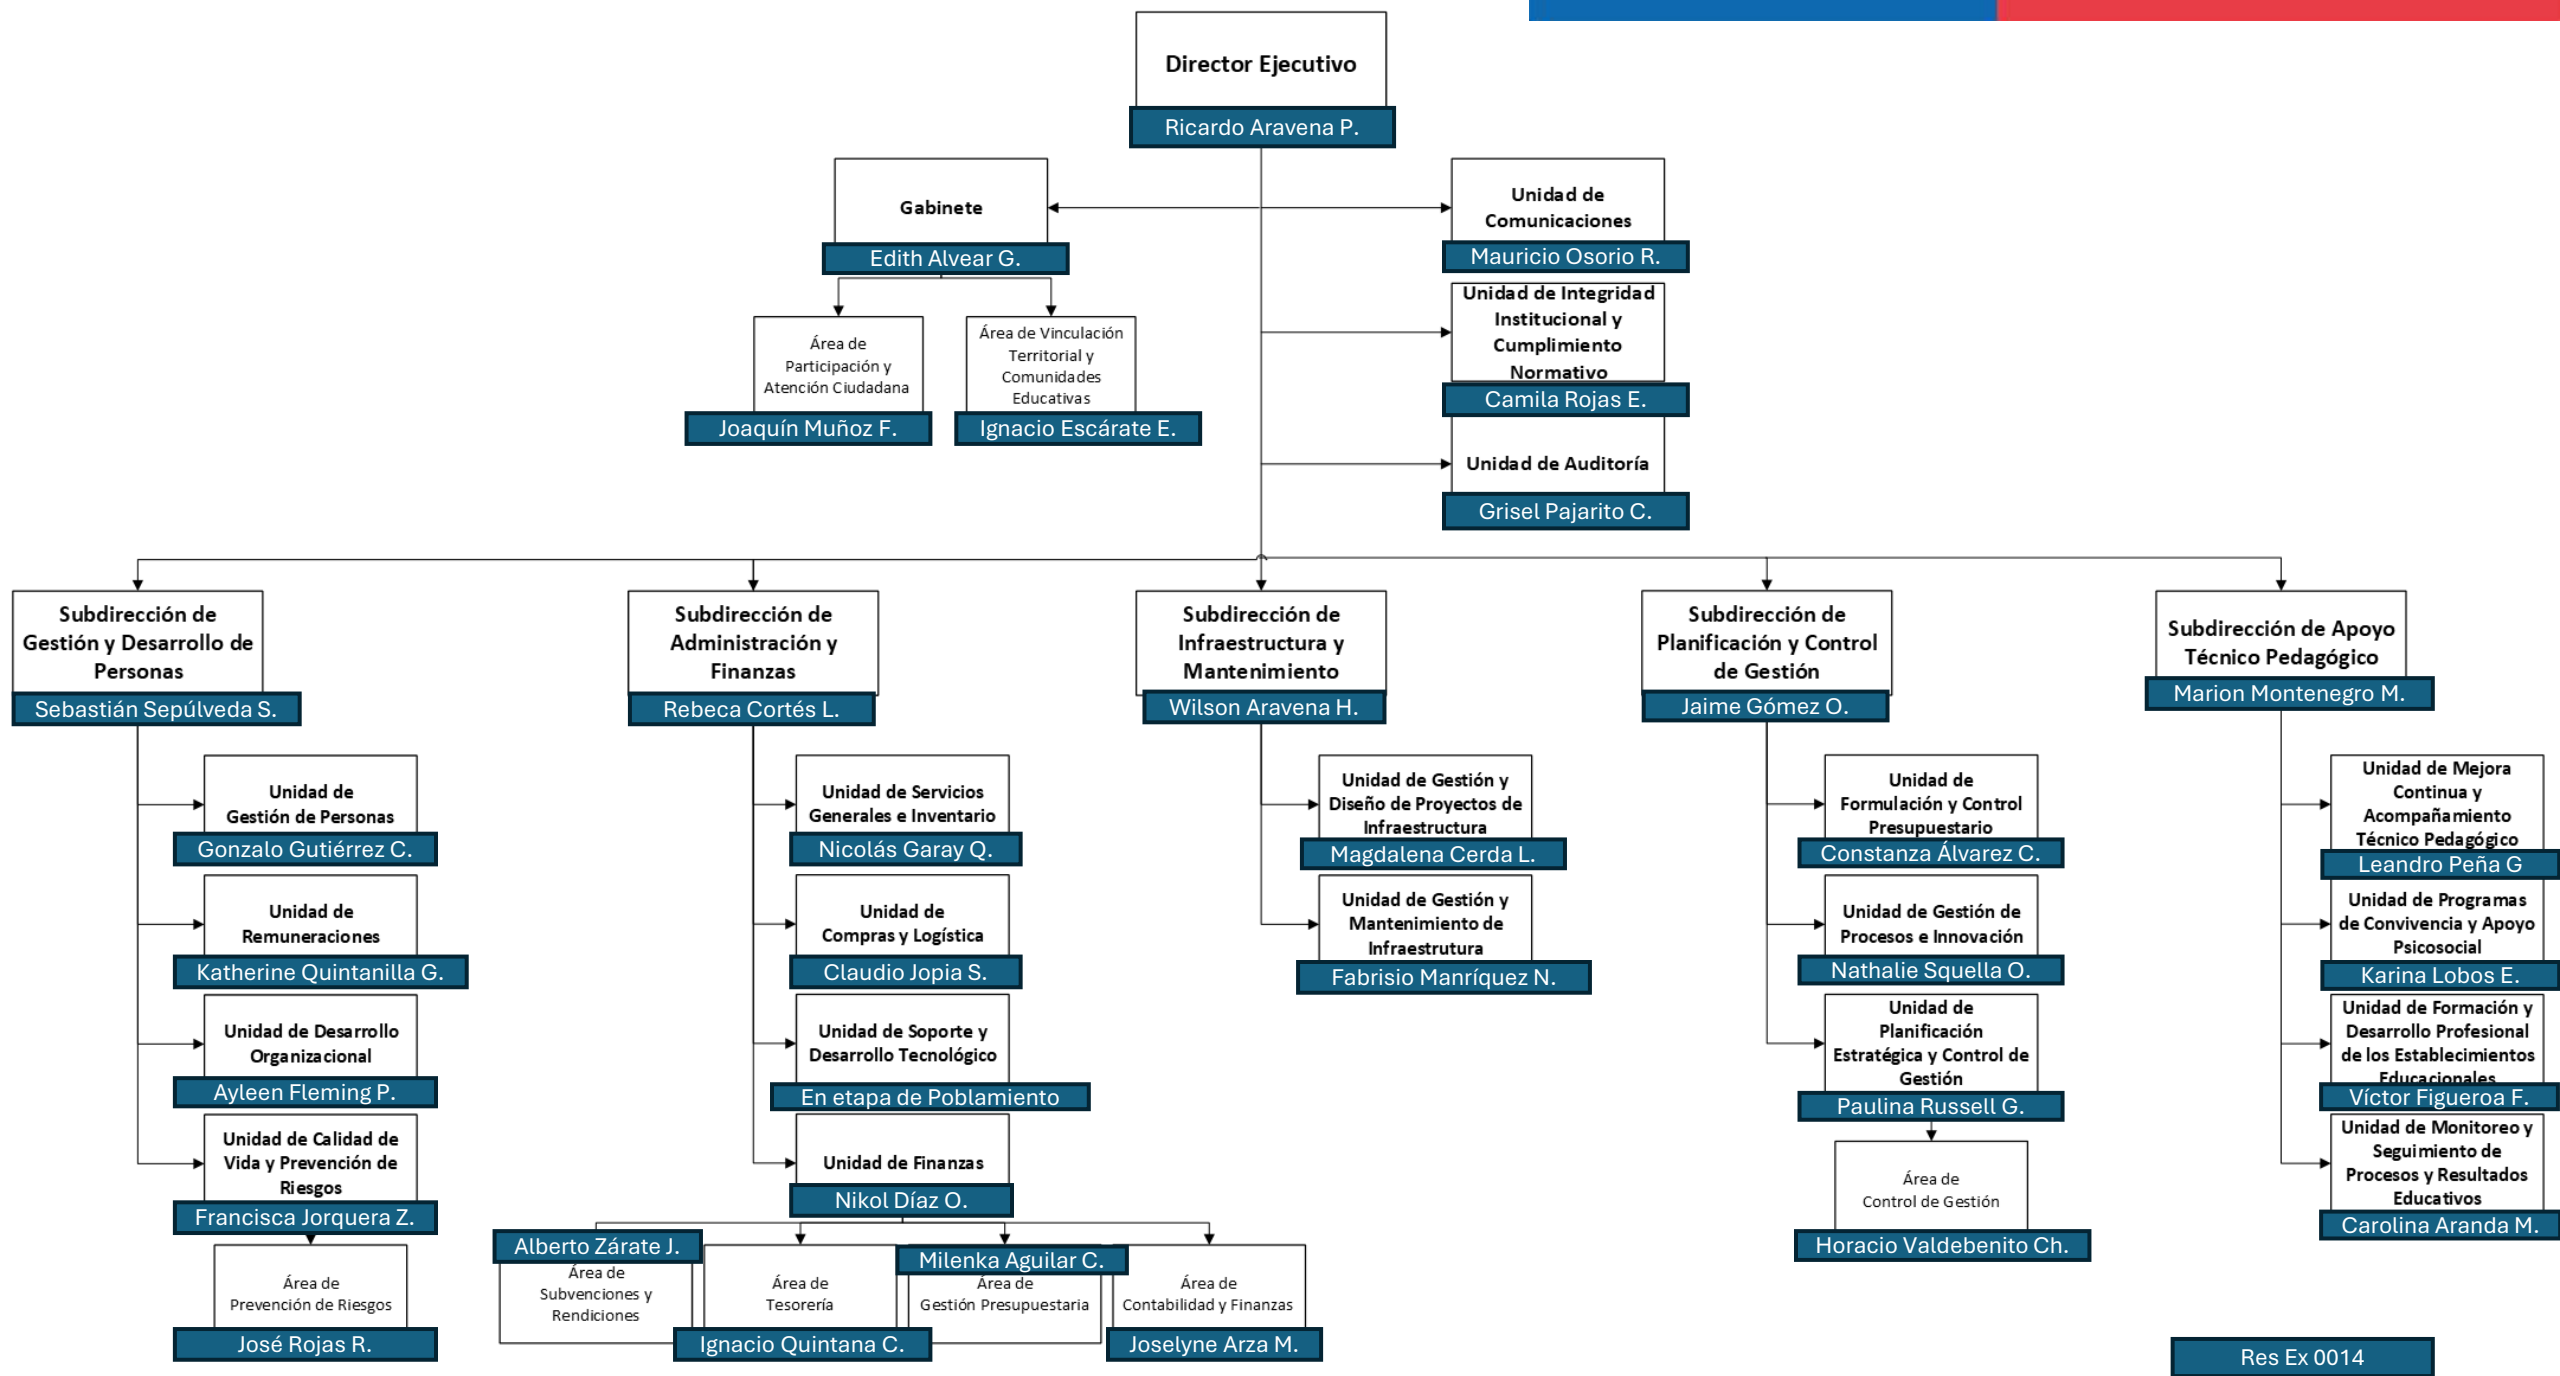 Director Ejecutivo
Ricardo Aravena P.
Gabinete
Edith Alvear G.
Unidad de
Comunicaciones
Mauricio Osorio R.
Área de
Participación y
Atención Ciudadana
Joaquín Muñoz F.
Área de Vinculación
Territorial y
Comunidades
Educativas
Ignacio Escárate E.
Unidad de Integridad
Institucional y
Cumplimiento
Normativo
Camila Rojas E.
Unidad de Auditoría
Grisel Pajarito C.
Subdirección de
Gestión y Desarrollo de
Personas
Sebastián Sepúlveda S.
Unidad de
Gestión de Personas
Gonzalo Gutiérrez C.
Unidad de
Remuneraciones
Katherine Quintanilla G.
Unidad de Desarrollo
Organizacional
Ayleen Fleming P.
Unidad de Calidad de
Vida y Prevención de
Riesgos
Francisca Jorquera Z.
Área de
Prevención de Riesgos
José Rojas R.
Subdirección de
Administración y
Finanzas
Rebeca Cortés L.
Unidad de Servicios
Generales e Inventario
Nicolás Garay Q.
Unidad de
Compras y Logística
Claudio Jopia S.
Unidad de Soporte y
Desarrollo Tecnológico
En etapa de Poblamiento
Unidad de Finanzas
Nikol Díaz O.
Alberto Zárate J.
Área de
Subvenciones y
Rendiciones
Área de
Tesorería
Ignacio Quintana C.
Milenka Aguilar C.
Área de
Gestión Presupuestaria
Área de
Contabilidad y Finanzas
Joselyne Arza M.
Subdirección de
Infraestructura y
Mantenimiento
Wilson Aravena H.
Unidad de Gestión y
Diseño de Proyectos de
Infraestructura
Magdalena Cerda L.
Unidad de Gestión y
Mantenimiento de
Infraestrutura
Fabrisio Manríquez N.
Subdirección de
Planificación y Control
de Gestión
Jaime Gómez O.
Unidad de
Formulación y Control
Presupuestario
Constanza Álvarez C.
Unidad de Gestión de
Procesos e Innovación
Nathalie Squella O.
Unidad de
Planificación
Estratégica y Control de
Gestión
Paulina Russell G.
Área de
Control de Gestión
Horacio Valdebenito Ch.
Subdirección de Apoyo
Técnico Pedagógico
Marion Montenegro M.
Unidad de Mejora
Continua y
Acompañamiento
Técnico Pedagógico
Leandro Peña G
Unidad de Programas
de Convivencia y Apoyo
Psicosocial
Karina Lobos E.
Unidad de Formación y
Desarrollo Profesional
de los Establecimientos
Educacionales
Víctor Figueroa F.
Unidad de Monitoreo y
Seguimiento de
Procesos y Resultados
Educativos
Carolina Aranda M.
Res Ex 0014